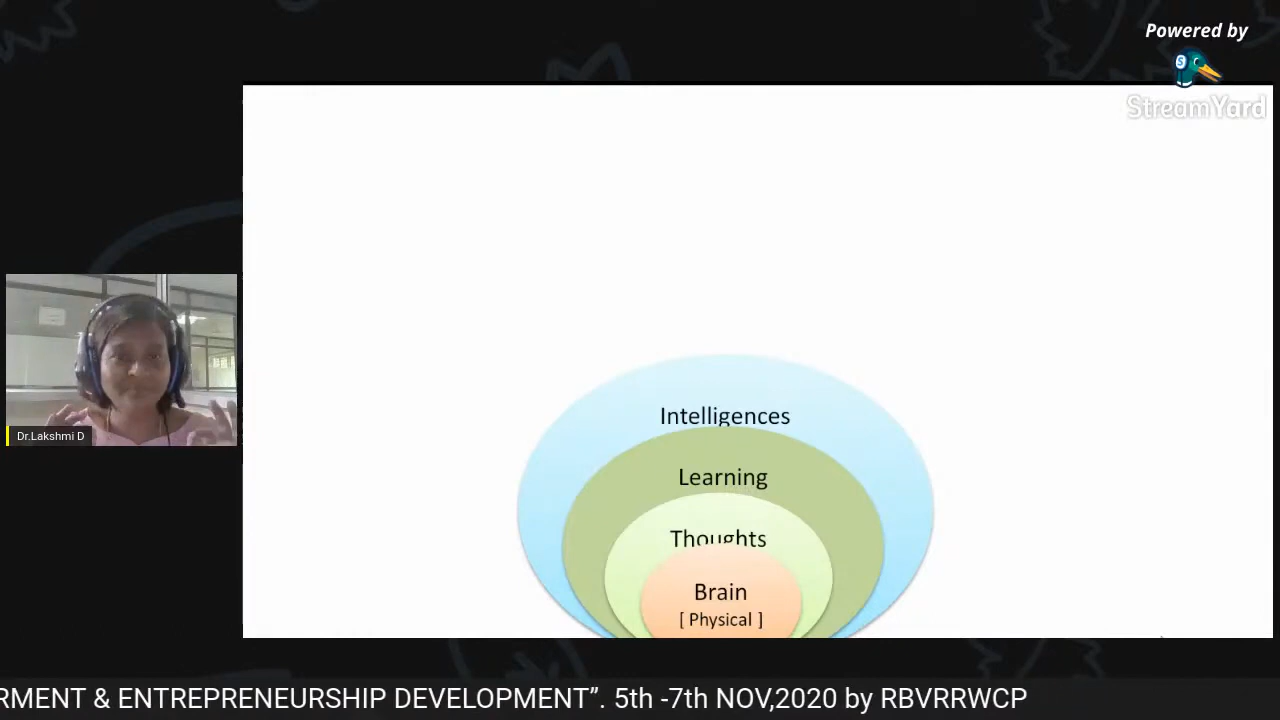 Powered by
StreamYard
Intelligences
Learning
Thoughts
Brain
[ Physical ]
Dr.Lakshmi D
RMENT & ENTREPRENEURSHIP DEVELOPMENT”. 5th -7th NOV,2020 by RBVRRWCP